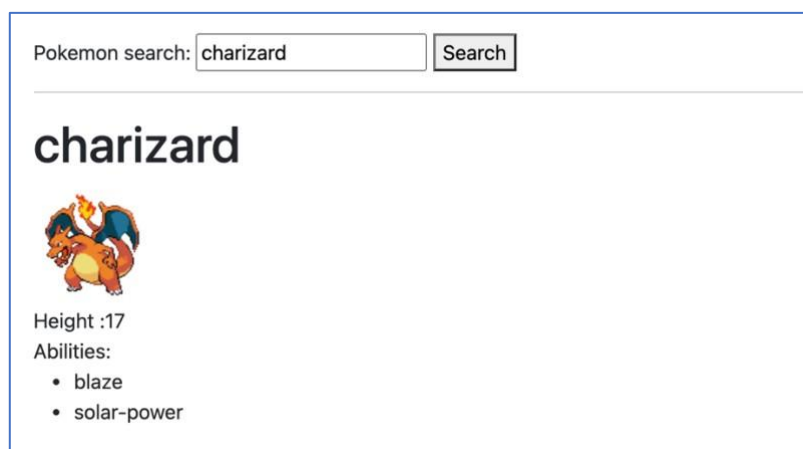 Pokemon search: charizard Search
charizard
Height :17
Abilities:
• blaze
• solar-power